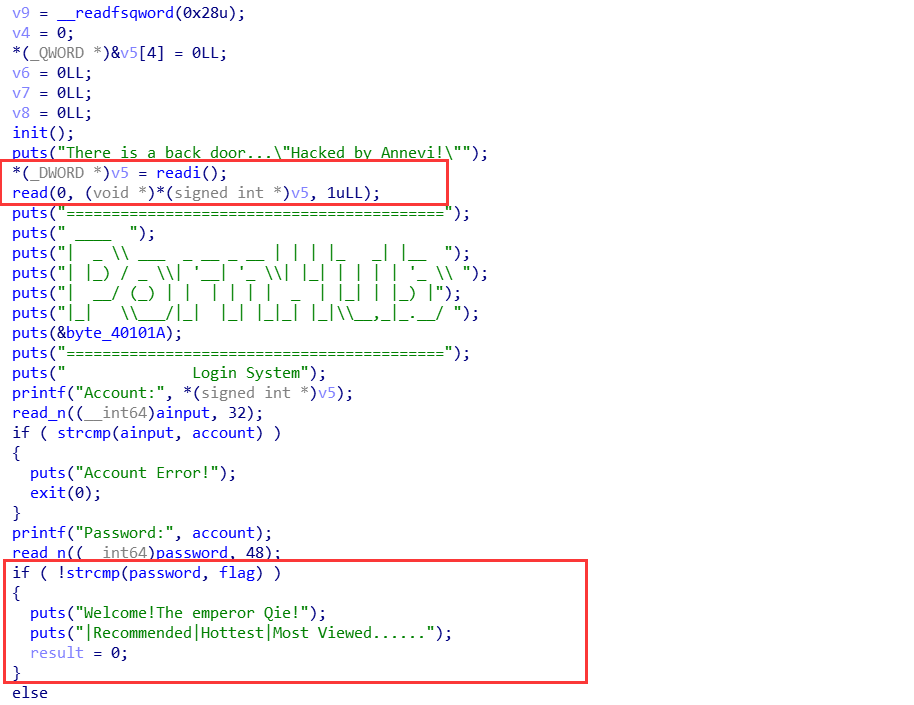 v9 = __readfsqword(0x28u);
v4 = 0;
*(_QWORD *)&v5[4] = 0LL;
v6 = 0LL;
v7 = 0LL;
v8 = 0LL;
init();
puts("There is a back door...\"Hacked by Annevi!\"");
*(_DWORD *)v5 = readi();
read(0, (void *)*(signed int *)v5, 1uLL);
puts("==========================================");
puts(" ____  ");
puts("|  _ \\ ___  _ __ _ __ | | | |_   _| |__  ");
puts("| |_) / _ \\| '__| '_ \\| |_| | | | | '_ \\ ");
puts("|  __/ (_) | |  | | | |  _  | |_| | |_) |");
puts("|_|   \\___/|_|  |_| |_|_| |_|\\__,_|_.__/ ");
puts(&byte_40101A);
puts("==========================================");
puts("              Login System");
printf("Account:", *(signed int *)v5);
read_n((__int64)ainput, 32);
if ( strcmp(ainput, account) )
{
  puts("Account Error!");
  exit(0);
}
printf("Password:", account);
read_n((__int64)password, 48);
if ( !strcmp(password, flag) )
{
  puts("Welcome!The emperor Qie!");
  puts("|Recommended|Hottest|Most Viewed......");
  result = 0;
}
else